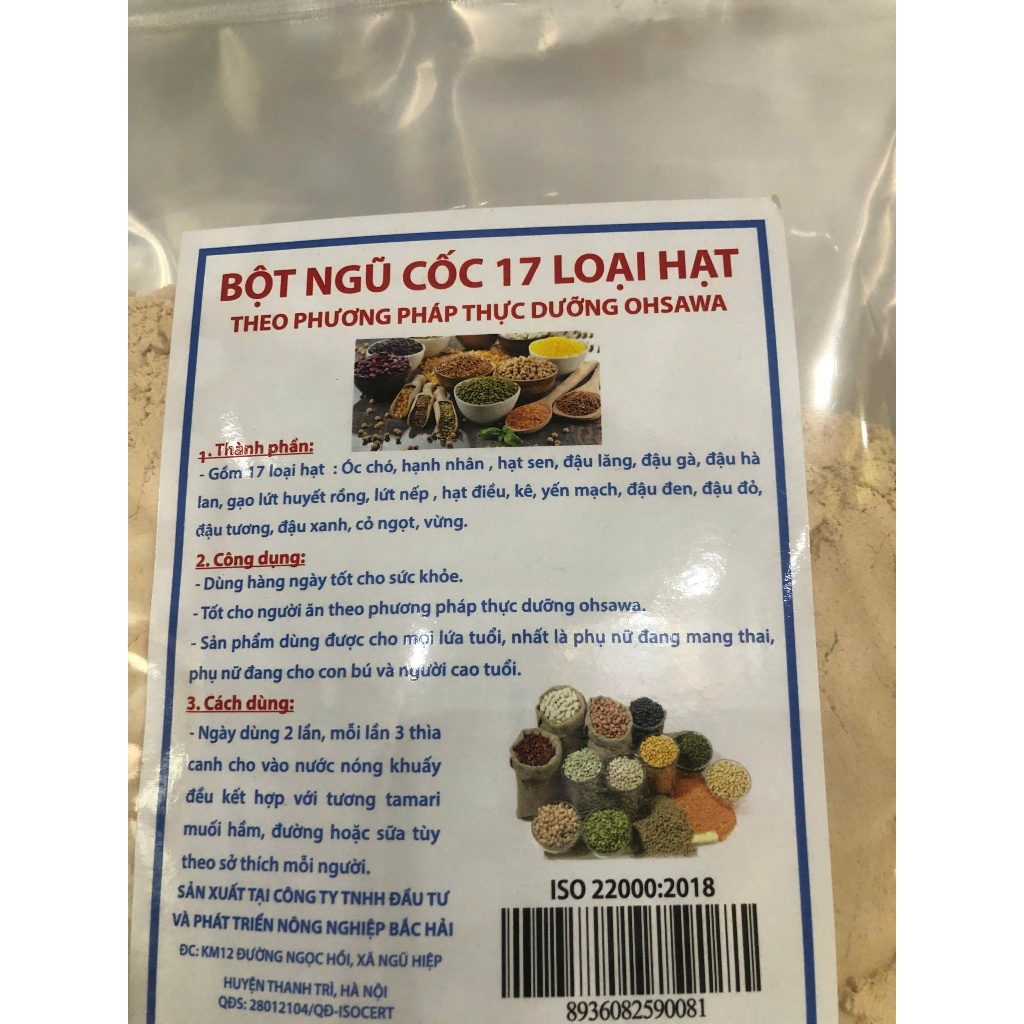 BỘT NGŨ CỐC 17 LOẠI HẠT
THEO PHƯƠNG PHÁP THỰC DƯỠNG OHSAWA
1. Thành phần:
- Gồm 17 loại hạt : Óc chó, hạnh nhân , hạt sen, đậu lăng, đậu gà, đậu hà
lan, gạo lứt huyết rồng, lứt nếp , hạt điều, kê, yến mạch, đậu đen, đậu đỏ,
đậu tương, đậu xanh, cỏ ngọt, vừng.
2. Công dụng:
- Dùng hàng ngày tốt cho sức khỏe.
- Tốt cho người ăn theo phương pháp thực dưỡng ohsawa.
- Sản phẩm dùng được cho mọi lứa tuổi, nhất là phụ nữ đang mang thai,
phụ nữ đang cho con bú và người cao tuổi.
3. Cách dùng:
- Ngày dùng 2 lần, mỗi lần 3 thìa
canh cho vào nước nóng khuấy
đều kết hợp với tương tamari
muối hầm, đường hoặc sữa tùy
theo sở thích mỗi người.
SẢN XUẤT TẠI CÔNG TY TNHH ĐẦU TƯ
VÀ PHÁT TRIỂN NÔNG NGHIỆP BẮC HẢI
ĐC: KM12 ĐƯỜNG NGỌC HỒI, XÃ NGŨ HIỆP
HUYỆN THANH TRÌ, HÀ NỘI
QĐS: 28012104/QĐ-ISOCERT
ISO 22000:2018
8936082590081